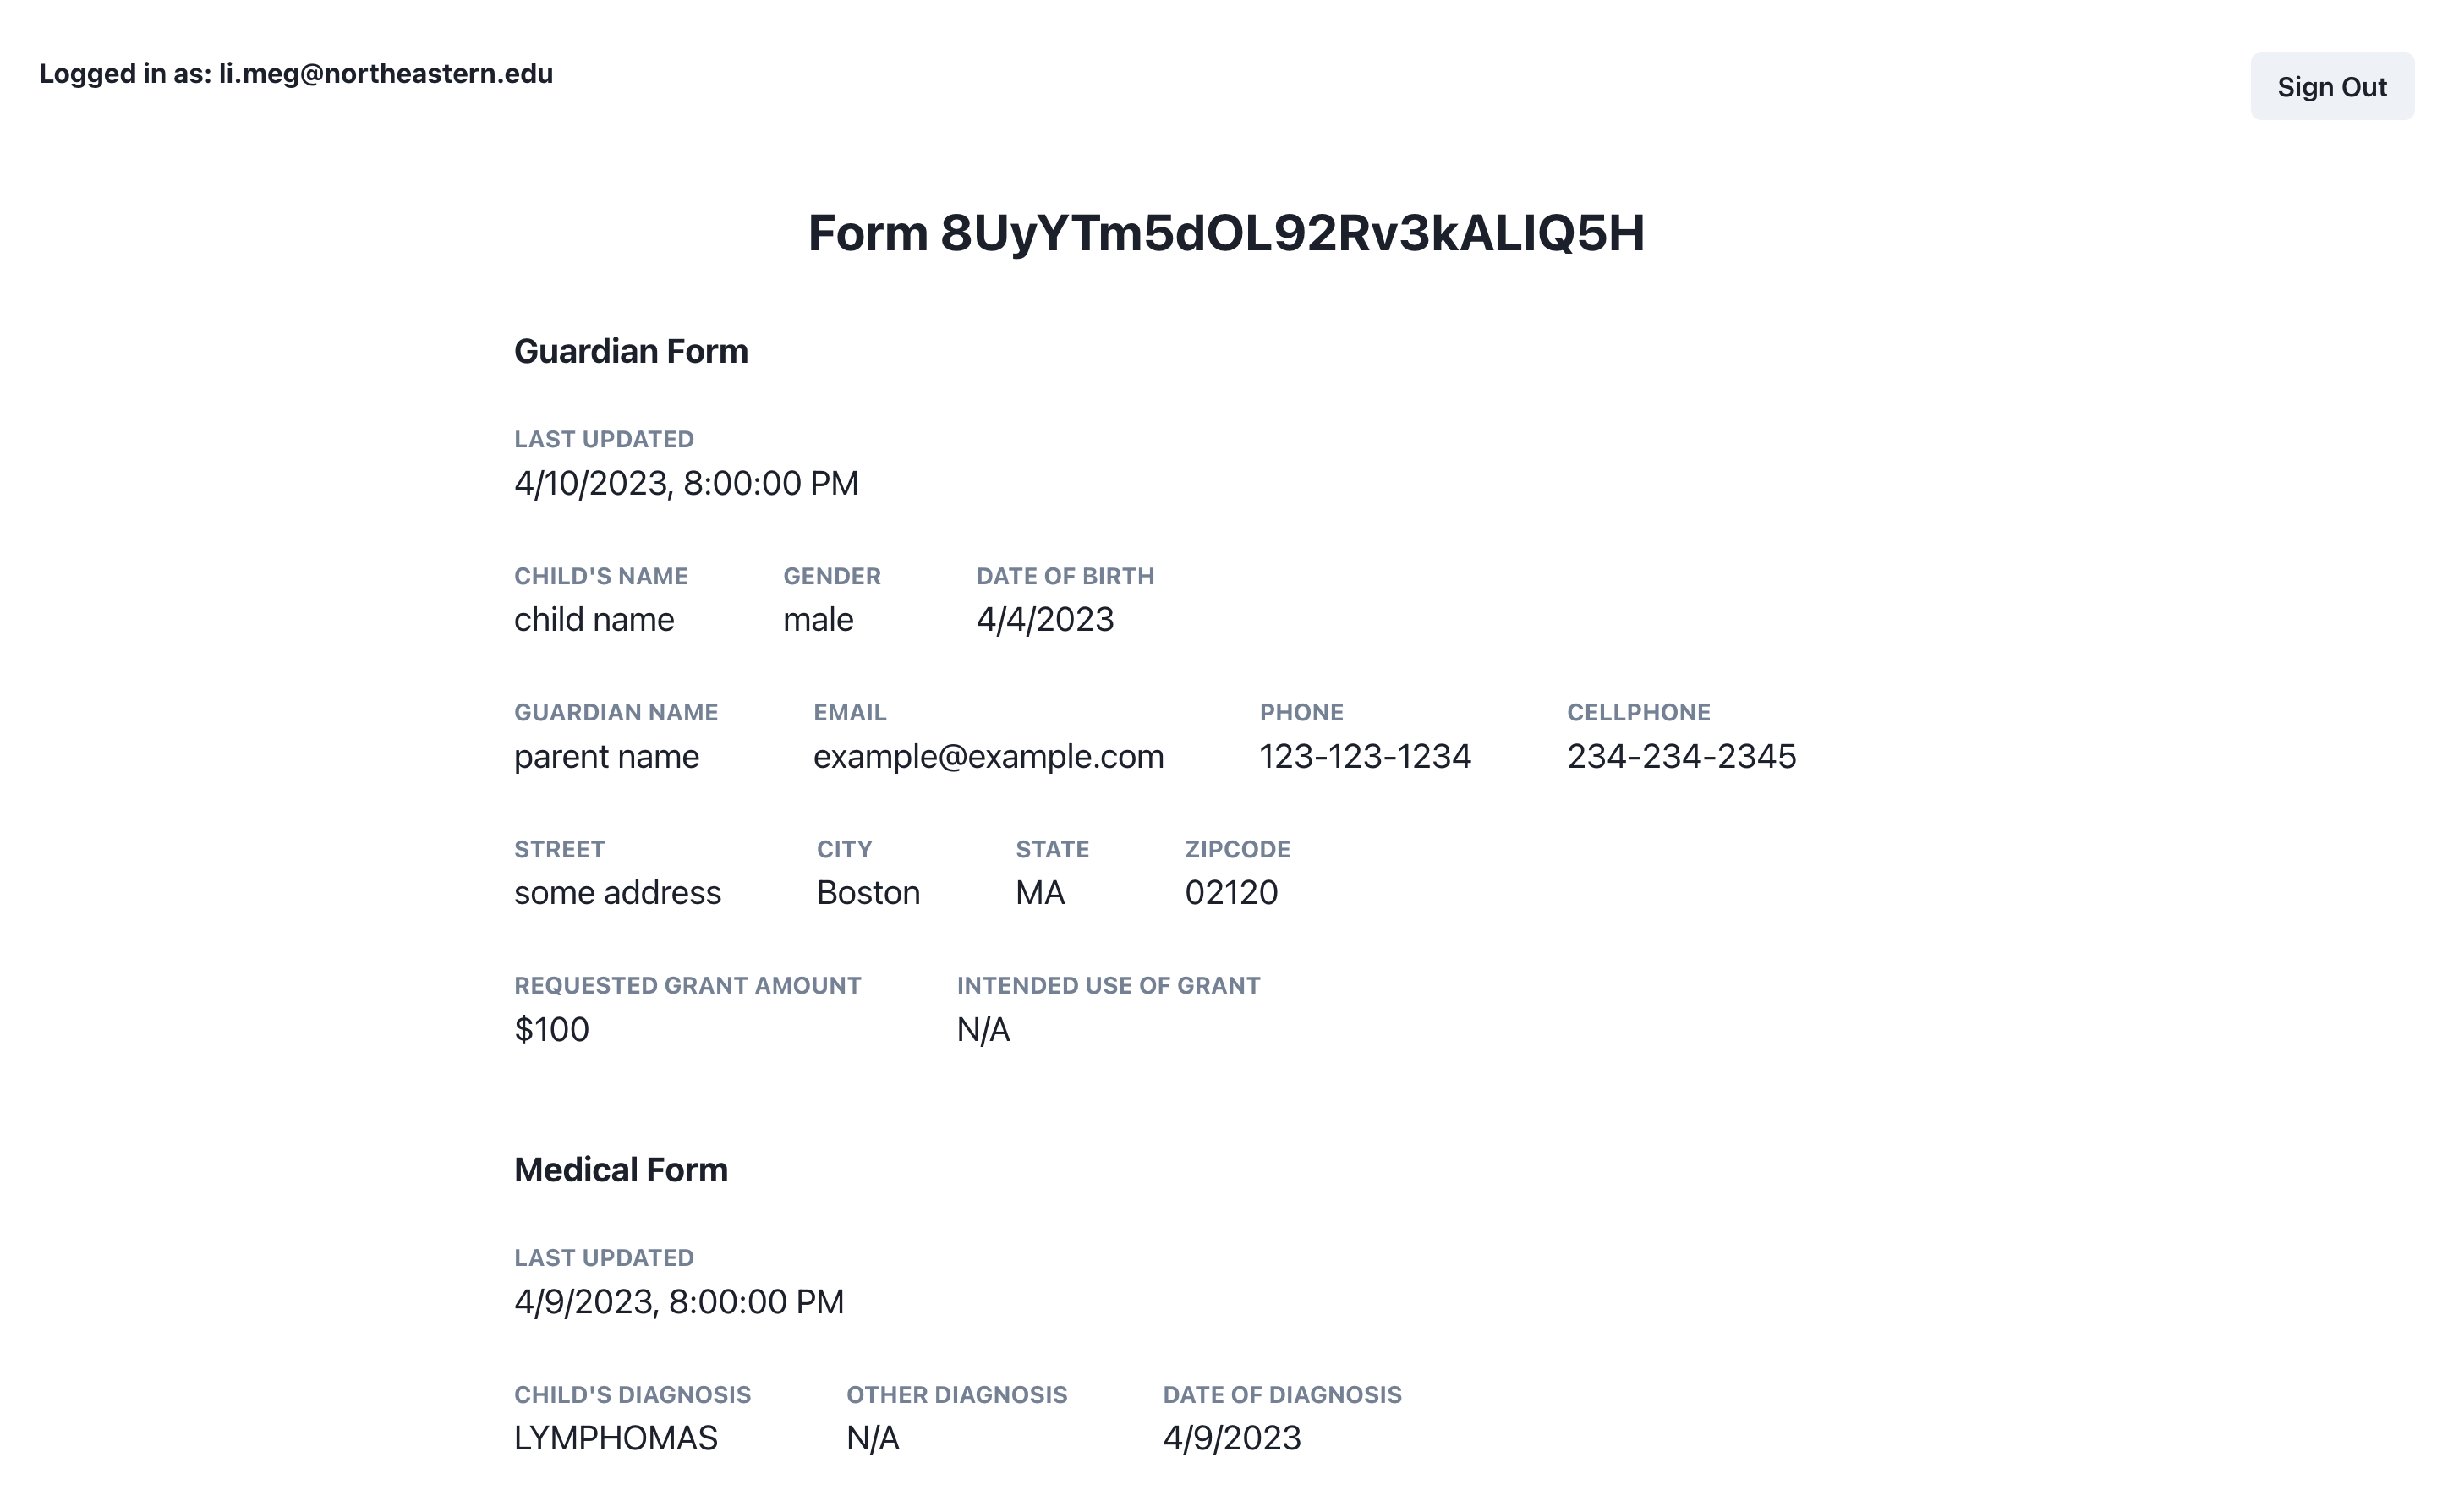 Logged in as: li.meg@northeastern.edu
Sign Out
Form 8UyYTm5dOL92Rv3kALIQ5H
Guardian Form
LAST UPDATED
4/10/2023, 8:00:00 PM
CHILD'S NAME GENDER DATE OF BIRTH
child name male 4/4/2023
GUARDIAN NAME EMAIL PHONE CELLPHONE
parent name example@example.com 123-123-1234 234-234-2345
STREET CITY STATE ZIPCODE
some address Boston MA 02120
REQUESTED GRANT AMOUNT INTENDED USE OF GRANT
$100 N/A
Medical Form
LAST UPDATED
4/9/2023, 8:00:00 PM
CHILD'S DIAGNOSIS OTHER DIAGNOSIS DATE OF DIAGNOSIS
LYMPHOMAS N/A 4/9/2023